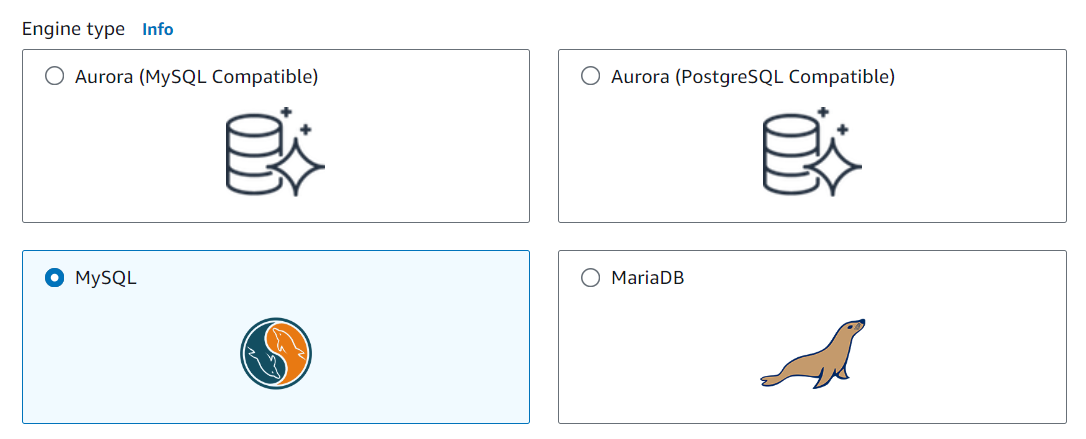 Engine type Info
Aurora (MySQL Compatible)
Aurora (PostgreSQL Compatible)
MySQL
MariaDB